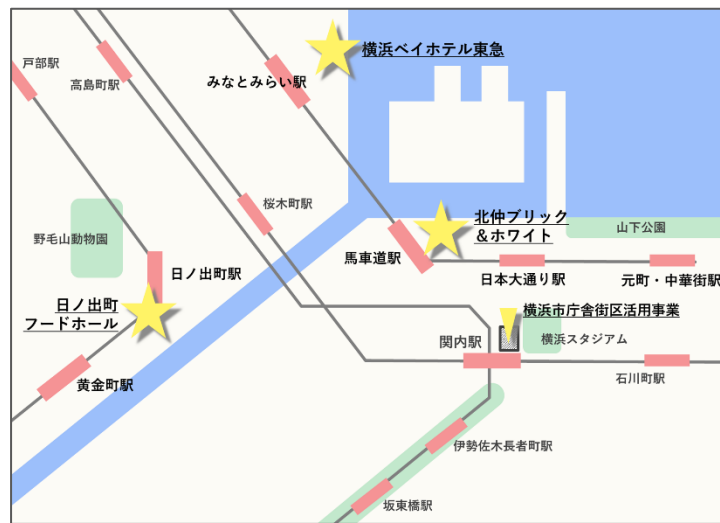 横浜ベイホテル東急
戸部駅
高島町駅
みなとみらい駅
桜木町駅
北仲ブリック
&ホワイト
山下公園
野毛山動物園
馬車道駅
日ノ出町駅
日本大通り駅
元町・中華街駅
日ノ出町
フードホール
横浜市庁舎街区活用事業
関内駅
横浜スタジアム
石川町駅
黄金町駅
伊勢佐木長者町駅
坂東橋駅